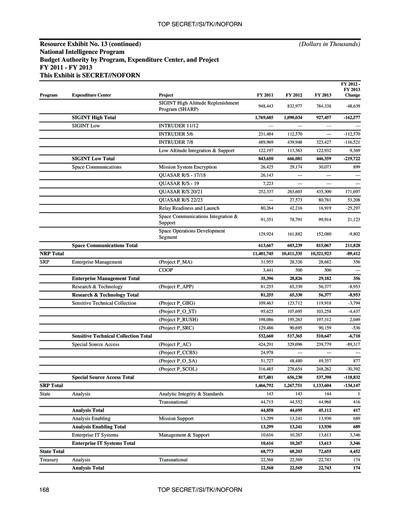 TOP SECRET//SI/TK//NOFORN
Resource Exhibit No. 13 (continued) (Dollars in Thousands)
National Intelligence Program
Budget Authority by Program, Expenditure Center, and Project
FY 2011 - FY 2013
This Exhibit is SECRET//NOFORN
FY 2012 -
FY 2013
Program Expenditure Center Project FY 2011 FY 2012 FY 2013 Change
SIGINT High Altitude Replenishment
Program (SHARP) 948,443 832,977 784,338 -48,639
SIGINT High Total 1,769,605 1,090,034 927,457 -162,577
SIGINT Low INTRUDER 11/12 — — — —
INTRUDER 5/6 231,484 112,570 — -112,570
INTRUDER 7/8 489,969 439,948 323,427 -116,521
Low Altitude Integration & Support 122,197 113,563 122,932 9,369
SIGINT Low Total 843,650 666,081 446,359 -219,722
Space Communications Mission System Encryption 26,425 29,174 30,073 899
QUASAR R/S - 17/18 26,143 — — —
QUASAR R/S - 19 7,223 — — —
QUASAR R/S 20/21 252,337 263,603 435,300 171,697
QUASAR R/S 22/23 — 27,573 80,781 53,208
Relay Readiness and Launch 80,264 42,216 16,919 -25,297
Space Communications Integration &
Support 91,351 78,791 99,914 21,123
Space Operations Development
Segment 129,924 161,882 152,080 -9,802
Space Communications Total 613,667 603,239 815,067 211,828
NRP Total 11,401,745 10,411,335 10,321,923 -89,412
SRP Enterprise Management (Project P_MA) 31,955 28,326 28,682 356
COOP 3,441 500 500 —
Enterprise Management Total 35,396 28,826 29,182 356
Research & Technology (Project P_APP) 81,255 65,330 56,377 -8,953
Research & Technology Total 81,255 65,330 56,377 -8,953
Sensitive Technical Collection (Project P_GBG) 109,463 123,712 119,918 -3,794
(Project P_O_ST) 95,625 107,695 103,258 -4,437
(Project P_RUSH) 198,086 195,263 197,312 2,049
(Project P_SRC) 129,486 90,695 90,159 -536
Sensitive Technical Collection Total 532,660 517,365 510,647 -6,718
Special Source Access (Project P_AC) 424,291 329,096 239,779 -89,317
(Project P_CCBS) 24,978 — — —
(Project P_O_SA) 51,727 48,480 49,357 877
(Project P_SCOL) 316,485 278,654 248,262 -30,392
Special Source Access Total 817,481 656,230 537,398 -118,832
SRP Total 1,466,792 1,267,751 1,133,604 -134,147
State Analysis Analytic Integrity & Standards 143 143 144 1
Transnational 44,715 44,552 44,968 416
Analysis Total 44,858 44,695 45,112 417
Analysis Enabling Mission Support 13,299 13,241 13,930 689
Analysis Enabling Total 13,299 13,241 13,930 689
Enterprise IT Systems Management & Support 10,616 10,267 13,613 3,346
Enterprise IT Systems Total 10,616 10,267 13,613 3,346
State Total 68,773 68,203 72,655 4,452
Treasury Analysis Transnational 22,568 22,569 22,743 174
Analysis Total 22,568 22,569 22,743 174
168 TOP SECRET//SI/TK//NOFORN